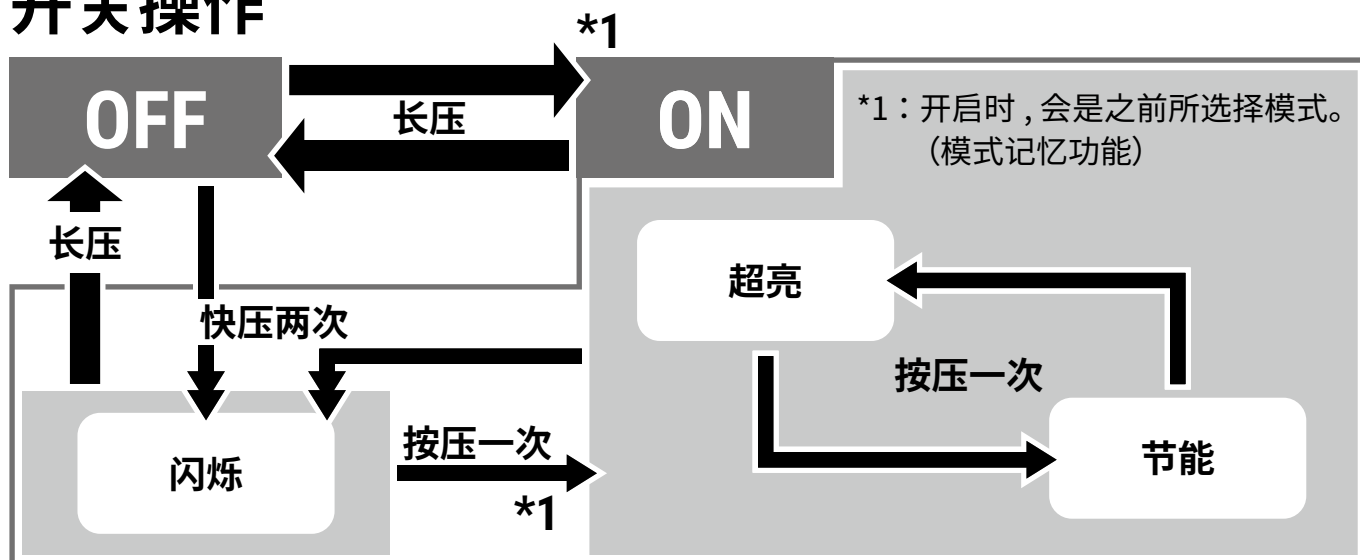 开关操作
*1
OFF
长压
ON
*1：开启时 , 会是之前所选择模式。
（模式记忆功能）
长压
超亮
快压两次
按压一次
按压一次
闪烁
节能
*1